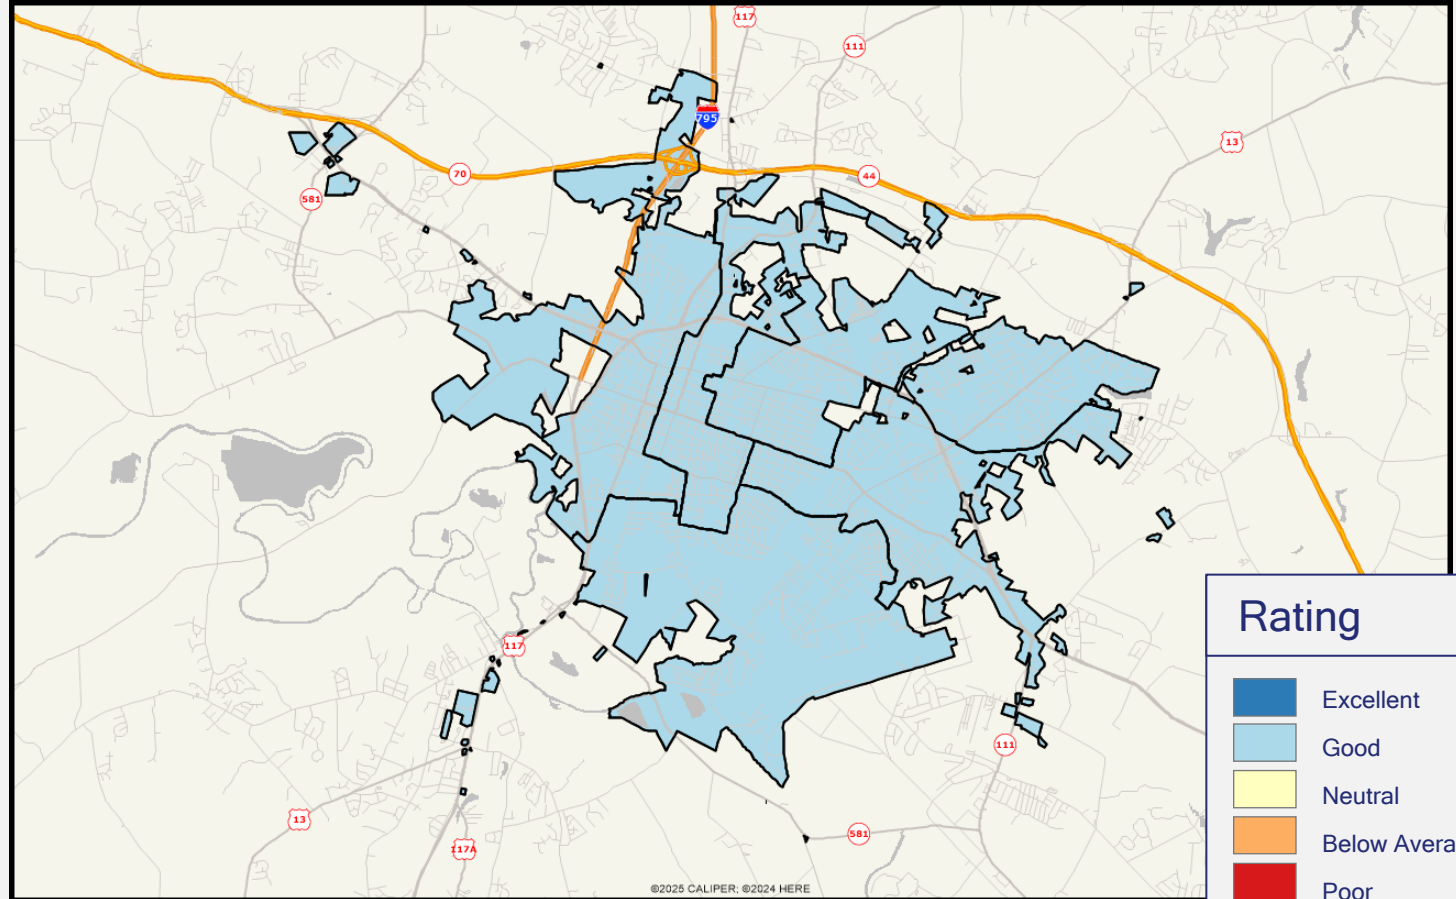 117
111
795
13
70
44
581
117
111
13
581
117A
Rating
Excellent
Good
Neutral
Below Avera
Poor
©2025 CALIPER; ©2024 HERE